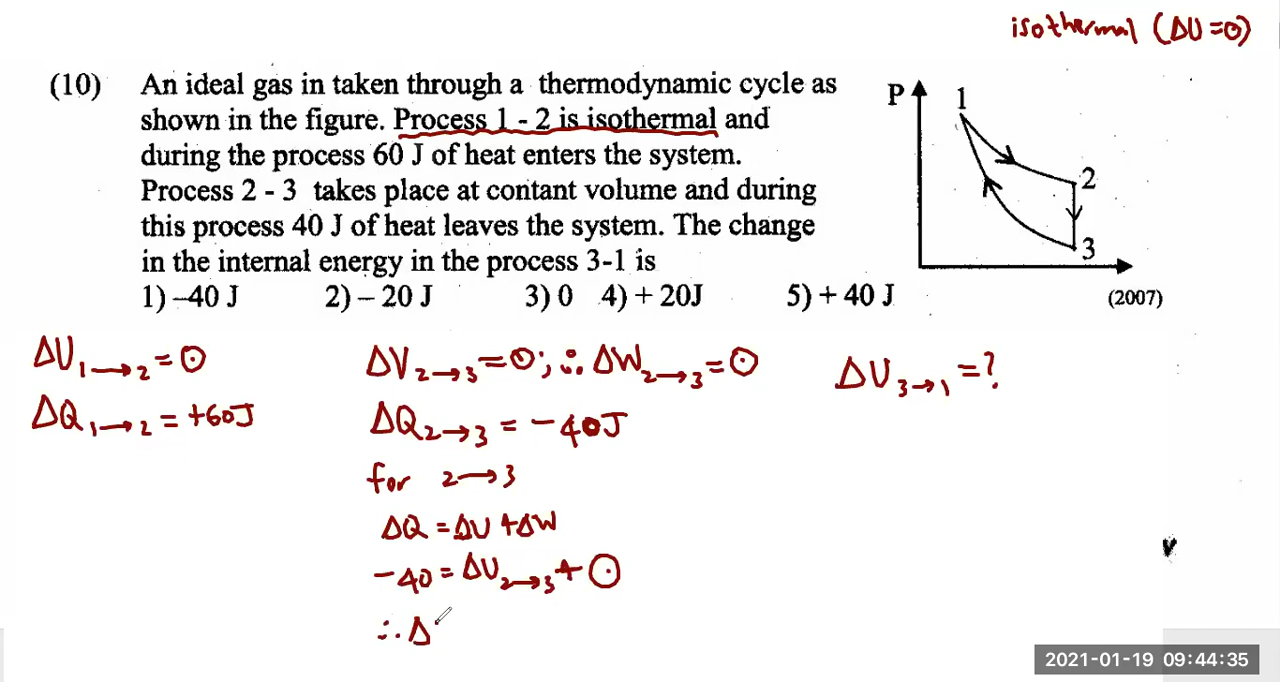 isothermal (ΔU=0)
(10) An ideal gas in taken through a thermodynamic cycle as
shown in the figure. Process 1 - 2 is isothermal and
during the process 60 J of heat enters the system.
Process 2 - 3 takes place at contant volume and during
this process 40 J of heat leaves the system. The change
in the internal energy in the process 3-1 is
1) –40 J 2) – 20 J 3) 0 4) + 20J 5) + 40 J
P
1
2
3
(2007)
ΔU1→2 = 0
ΔQ1→2 = +60J
ΔV2→3 = 0; ∴ ΔW2→3 = 0
ΔQ2→3 = -40J
for 2→3
ΔQ = ΔU + ΔW
-40 = ΔU2→3 + 0
∴ Δ
ΔU3→1 = ?
2021-01-19 09:44:35